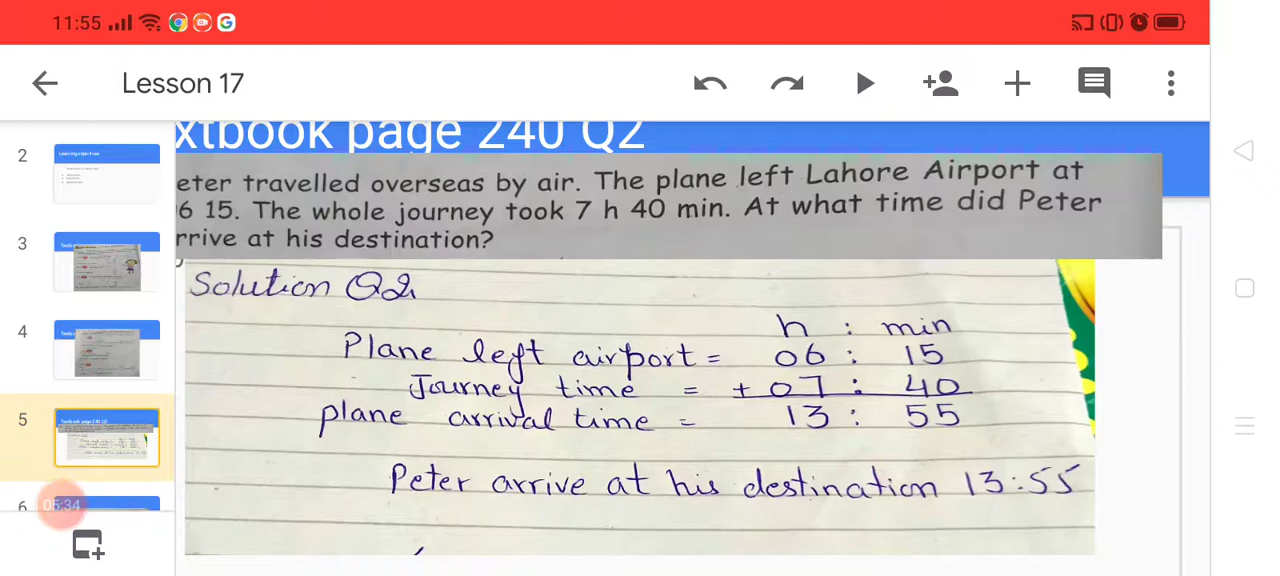 11:55
Lesson 17
xtbook page 240 Q2
eter travelled overseas by air. The plane left Lahore Airport at
6 15. The whole journey took 7 h 40 min. At what time did Peter
rrive at his destination?
Solution Q2
h : min
Plane left airport = 06 : 15
Journey time = + 07 : 40
plane arrival time = 13 : 55
Peter arrive at his destination 13:55
2
3
4
5
6
05:34